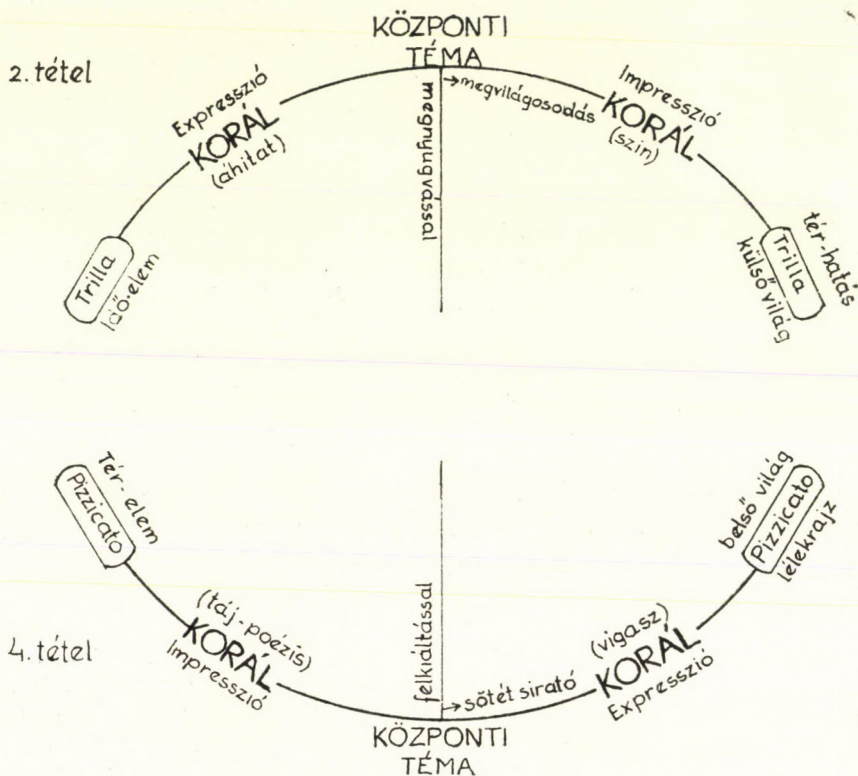 2. tétel
KÖZPONTI
TÉMA
Expresszió
KORÁL
(áhitat)
Trilla
Idő-elem
megnyugvással
→megvilágosodás
Impresszió
KORÁL
(szin)
tér-hatás
Trilla
külső világ
4. tétel
Tér-elem
Pizzicato
(táj-poézis)
KORÁL
Impresszió
felkiáltással
→sötét sirató
(vigasz)
KORÁL
Expresszió
belső világ
Pizzicato
lélekrajz
KÖZPONTI
TÉMA